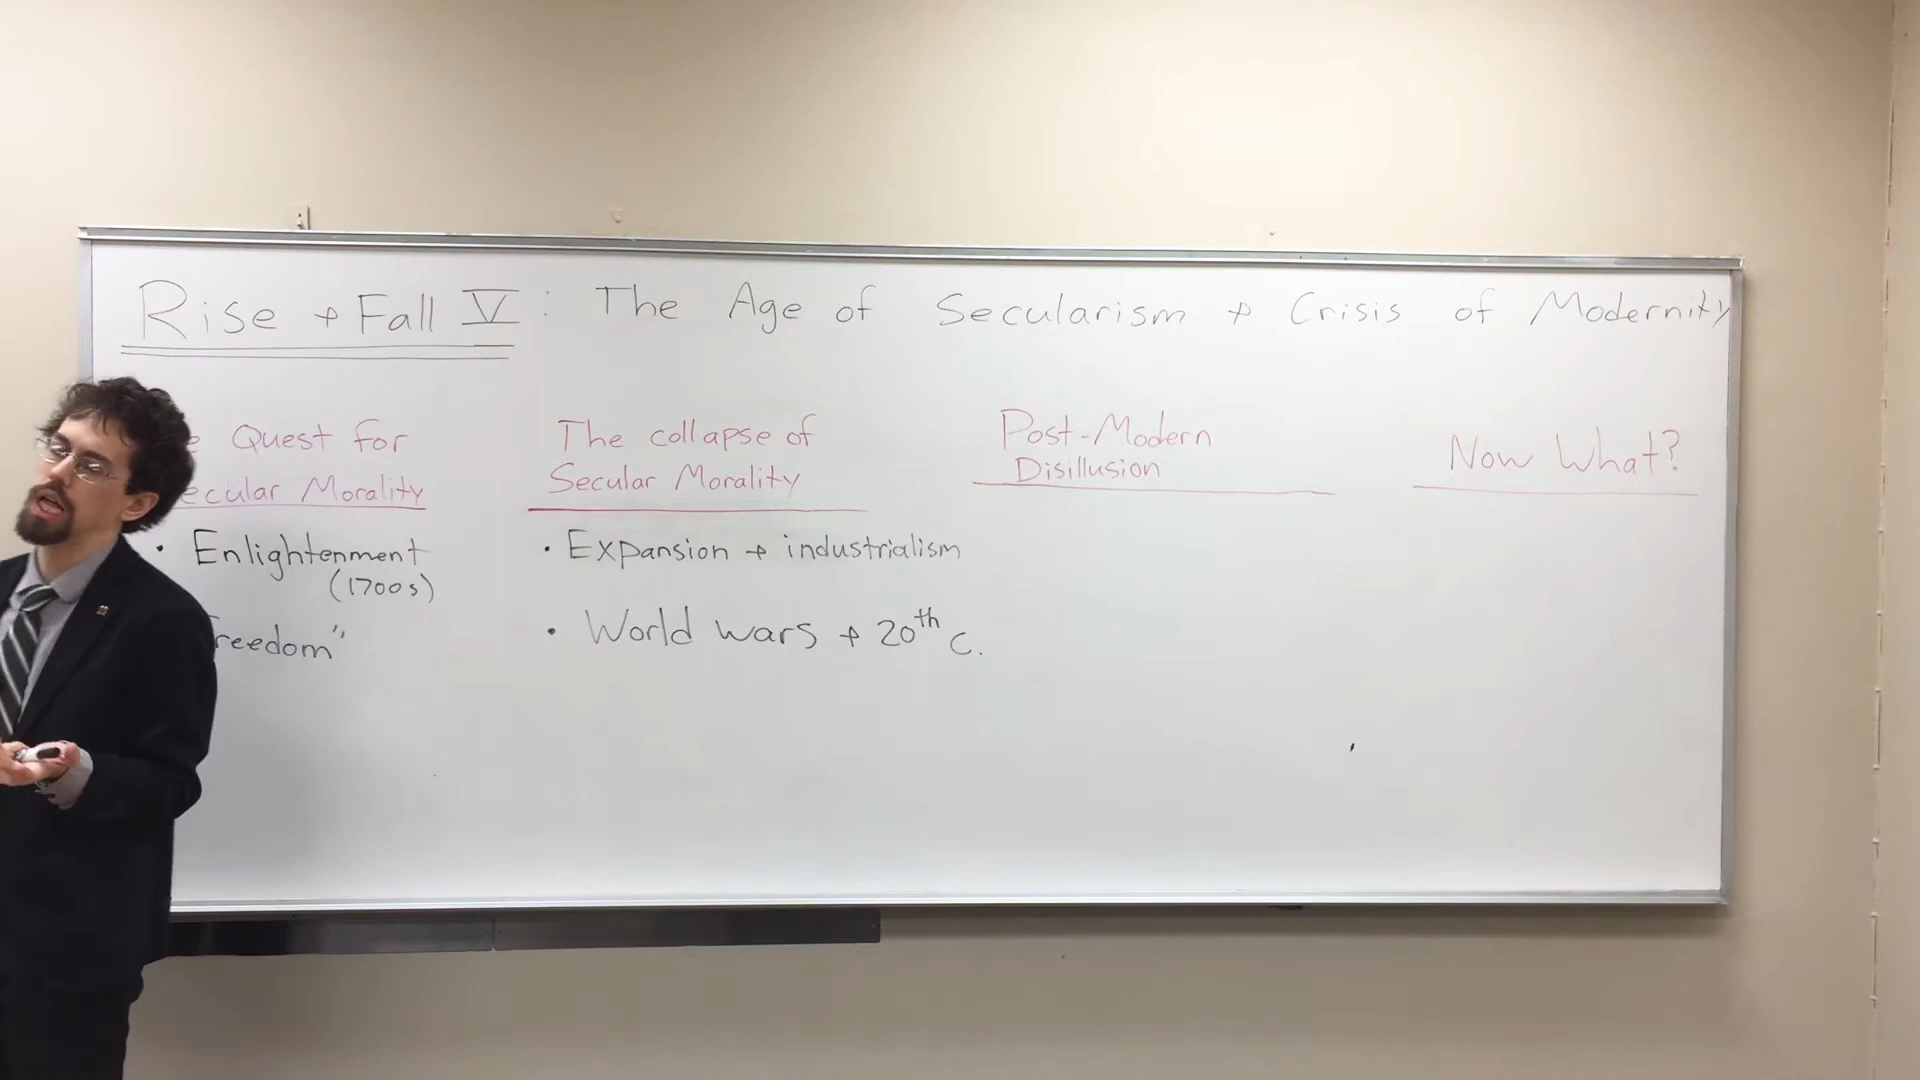 Rise + Fall V: The Age of Secularism + Crisis of Modernity
e Quest for
ecular Morality
• Enlightenment
(1700s)
reedom"
The collapse of
Secular Morality
• Expansion + industrialism
• World wars + 20th c.
Post-Modern
Disillusion
Now What?